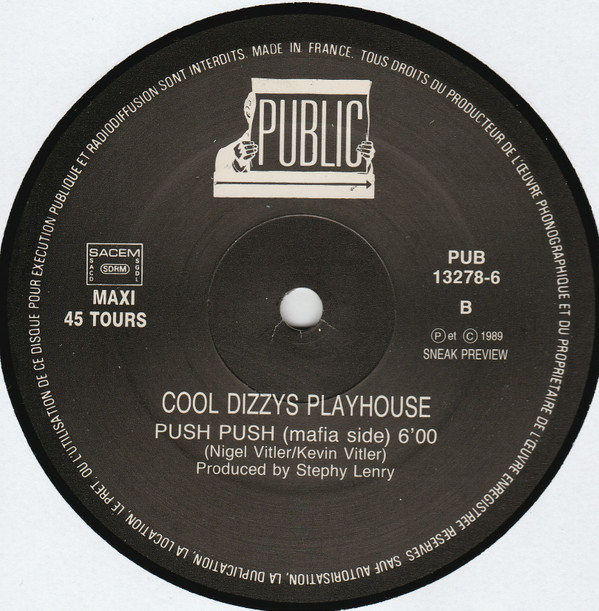 MADE IN FRANCE. TOUS DROITS DU PRODUCTEUR DE L'ŒUVRE PHONOGRAPHIQUE ET DU PROPRIETAIRE DE L'ŒUVRE ENREGISTREE RESERVES. SAUF AUTORISATION, LA DUPLICATION, LA LOCATION, LE PRET, OU L'UTILISATION DE CE DISQUE POUR EXECUTION PUBLIQUE ET RADIODIFFUSION SONT INTERDITS.
PUBLIC
SACEM
SACD
SDRM
SGDL
MAXI
45 TOURS
PUB
13278-6
B
Ⓟ et Ⓒ 1989
SNEAK PREVIEW
COOL DIZZYS PLAYHOUSE
PUSH PUSH (mafia side) 6'00
(Nigel Vitler/Kevin Vitler)
Produced by Stephy Lenry